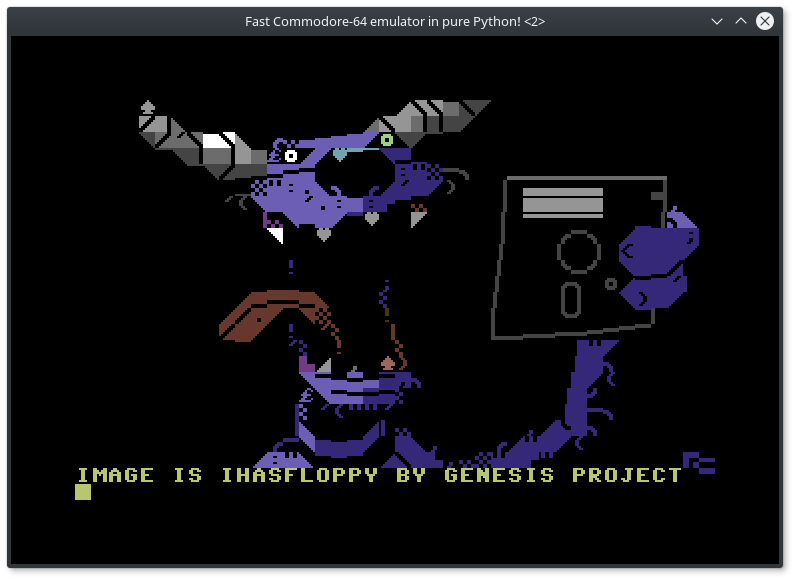 Fast Commodore-64 emulator in pure Python! <2>
IMAGE IS IHASFLOPPY BY GENESIS PROJECT